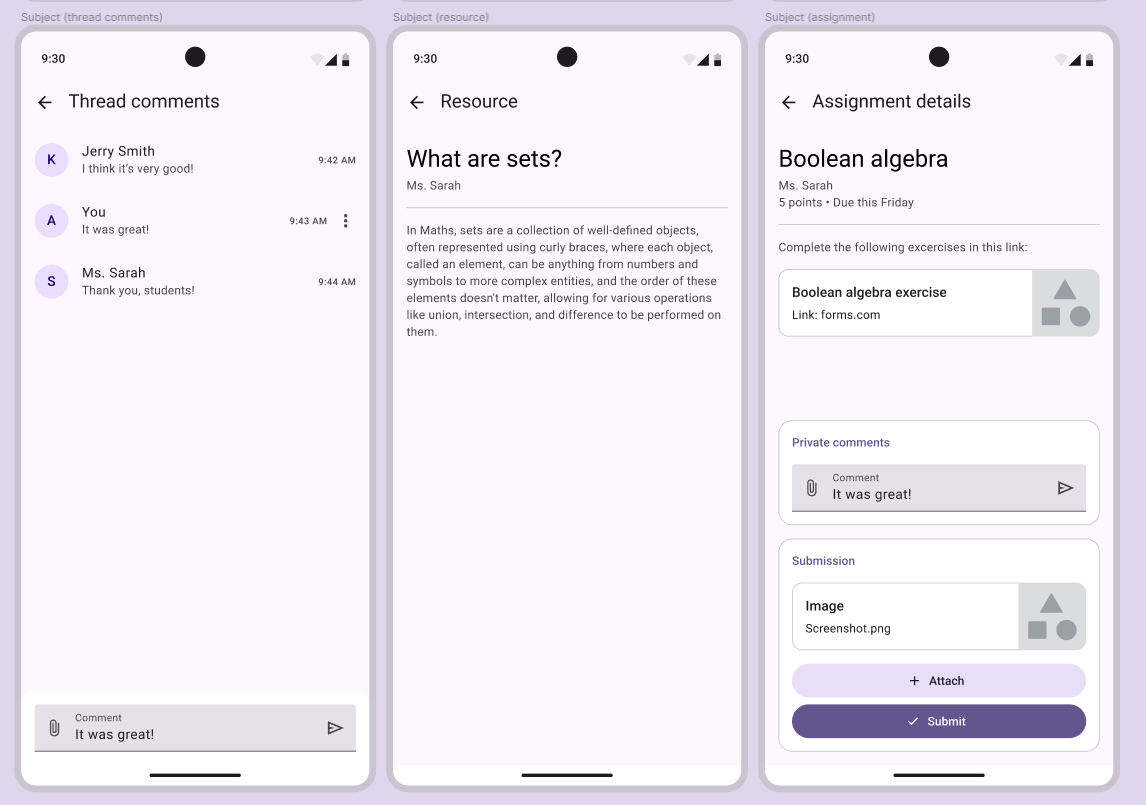 Subject (thread comments)
9:30
Thread comments
K
Jerry Smith
I think it's very good!
9:42 AM
A
You
It was great!
9:43 AM
S
Ms. Sarah
Thank you, students!
9:44 AM
Comment
It was great!
Subject (resource)
9:30
Resource
What are sets?
Ms. Sarah
In Maths, sets are a collection of well-defined objects,
often represented using curly braces, where each object,
called an element, can be anything from numbers and
symbols to more complex entities, and the order of these
elements doesn't matter, allowing for various operations
like union, intersection, and difference to be performed on
them.
Subject (assignment)
9:30
Assignment details
Boolean algebra
Ms. Sarah
5 points • Due this Friday
Complete the following excercises in this link:
Boolean algebra exercise
Link: forms.com
Private comments
Comment
It was great!
Submission
Image
Screenshot.png
Attach
Submit